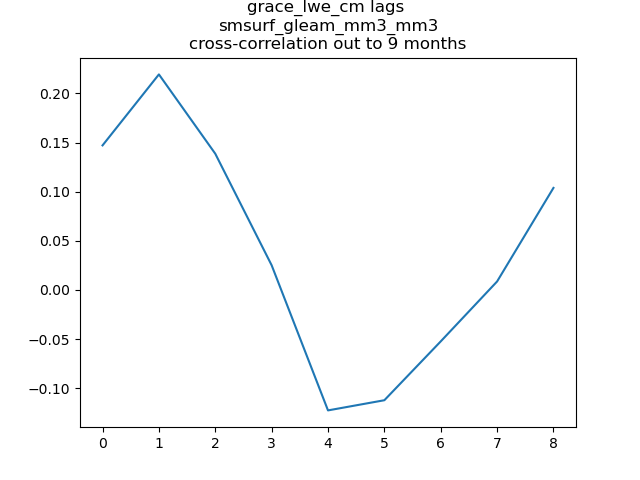 grace_lwe_cm lags
smsurf_gleam_mm3_mm3
cross-correlation out to 9 months
0.20
0.15
0.10
0.05
0.00
−0.05
−0.10
0 1 2 3 4 5 6 7 8